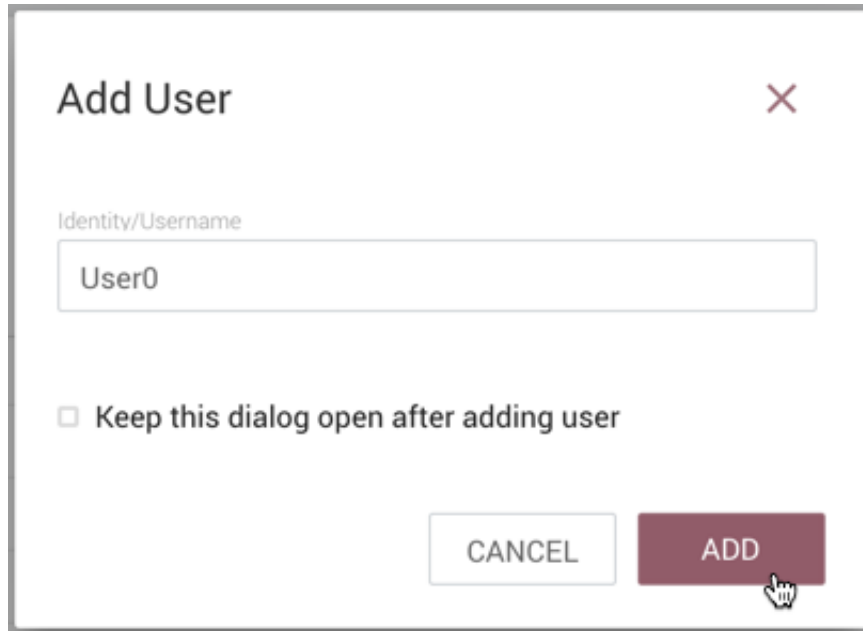 Add User
Identity/Username
User0
Keep this dialog open after adding user
CANCEL
ADD